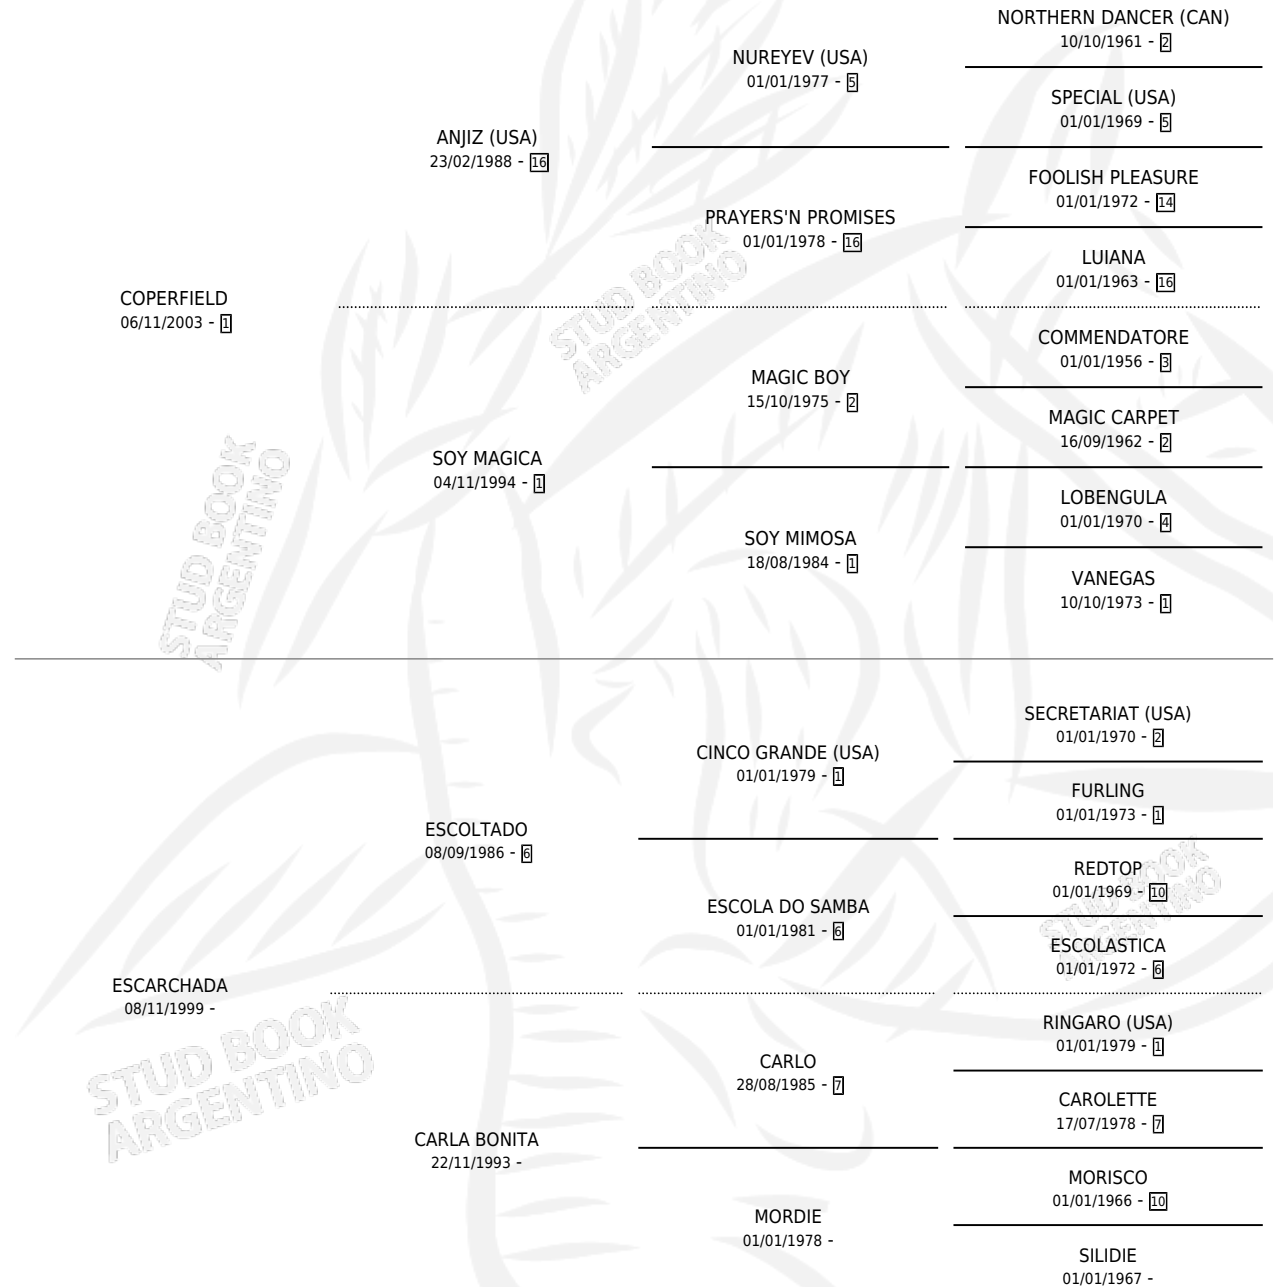 NORTHERN DANCER (CAN)
10/10/1961 - 2
NUREYEV (USA)
01/01/1977 - 5
SPECIAL (USA)
01/01/1969 - 5
ANJIZ (USA)
23/02/1988 - 16
FOOLISH PLEASURE
01/01/1972 - 14
PRAYERS'N PROMISES
01/01/1978 - 16
LUIANA
01/01/1963 - 16
COPERFIELD
06/11/2003 - 1
COMMENDATORE
01/01/1956 - 3
MAGIC BOY
15/10/1975 - 2
MAGIC CARPET
16/09/1962 - 2
SOY MAGICA
04/11/1994 - 1
LOBENGULA
01/01/1970 - 4
SOY MIMOSA
18/08/1984 - 1
VANEGAS
10/10/1973 - 1
STUD BOOK
ARGENTINO
STUD BOOK
ARGENTINO
SECRETARIAT (USA)
01/01/1970 - 2
CINCO GRANDE (USA)
01/01/1979 - 1
FURLING
01/01/1973 - 1
ESCOLTADO
08/09/1986 - 6
REDTOP
01/01/1969 - 10
ESCOLA DO SAMBA
01/01/1981 - 6
ESCOLASTICA
01/01/1972 - 6
ESCARCHADA
08/11/1999 -
RINGARO (USA)
01/01/1979 - 1
CARLO
28/08/1985 - 7
CAROLETTE
17/07/1978 - 7
CARLA BONITA
22/11/1993 -
MORISCO
01/01/1966 - 10
MORDIE
01/01/1978 -
SILIDIE
01/01/1967 -
STUD BOOK
ARGENTINO
STUD BOOK
ARGENTINO